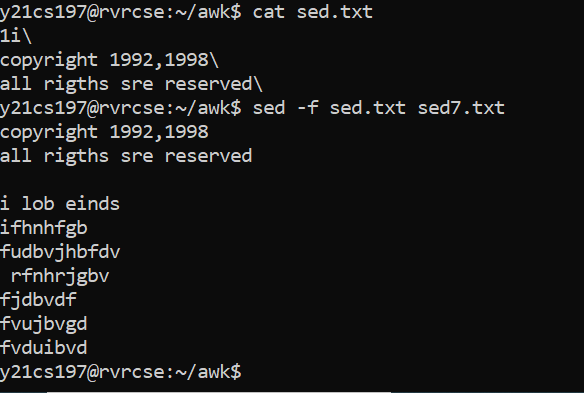 y21cs197@rvrcse:~/awk$ cat sed.txt
1i\
copyright 1992,1998\
all rigths sre reserved\
y21cs197@rvrcse:~/awk$ sed -f sed.txt sed7.txt
copyright 1992,1998
all rigths sre reserved

i lob einds
ifhnhfgb
fudbvjhbfdv
 rfnhrjgbv
fjdbvdf
fvujbvgd
fvduibvd
y21cs197@rvrcse:~/awk$